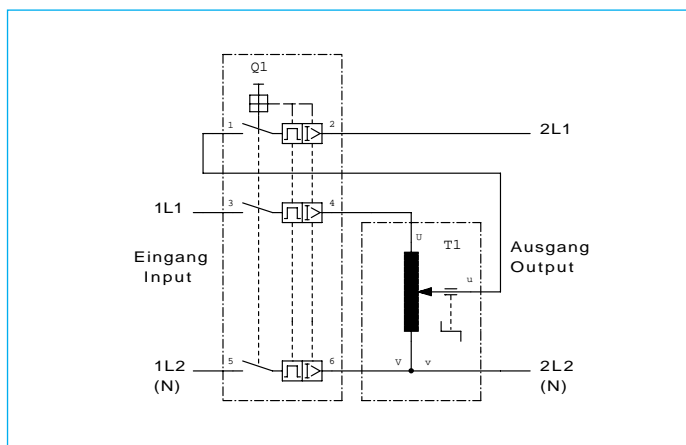 Q1
1 2 2L1
1L1 3 4
U T1
Eingang
Input
Ausgang
Output
u
1L2 5 6 V v 2L2
(N) (N)